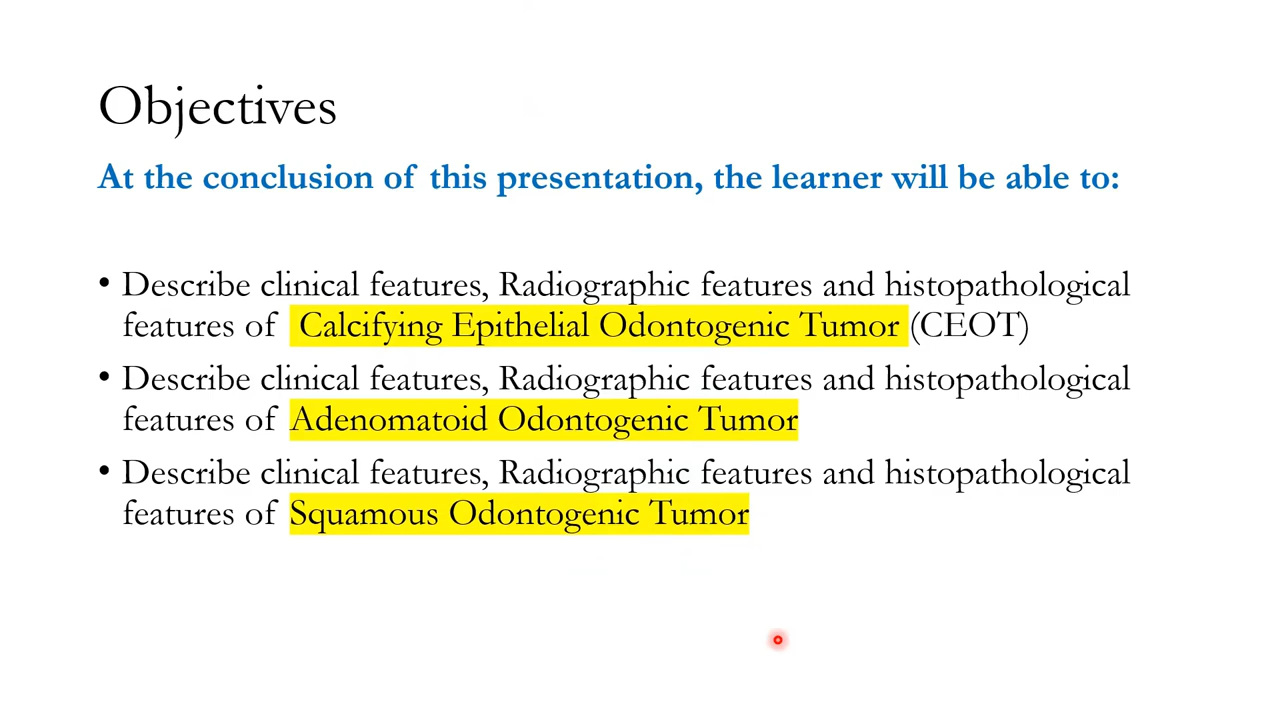 Objectives
At the conclusion of this presentation, the learner will be able to:
• Describe clinical features, Radiographic features and histopathological
features of Calcifying Epithelial Odontogenic Tumor (CEOT)
• Describe clinical features, Radiographic features and histopathological
features of Adenomatoid Odontogenic Tumor
• Describe clinical features, Radiographic features and histopathological
features of Squamous Odontogenic Tumor